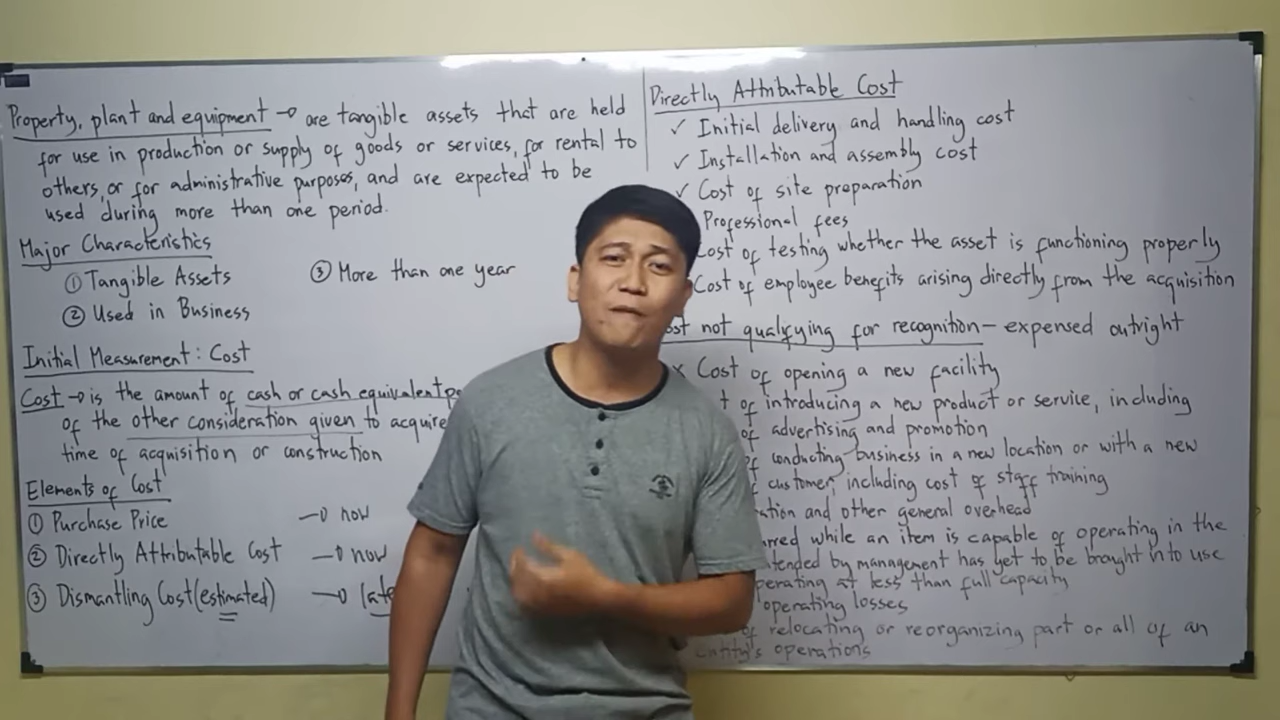 Property, plant and equipment → are tangible assets that are held
for use in production or supply of goods or services, for rental to
others, or for administrative purposes, and are expected to be
used during more than one period.
Major Characteristics
① Tangible Assets
② Used in Business
③ More than one year
Initial Measurement: Cost
Cost → is the amount of cash or cash equivalent
of the other consideration given to acquire
time of acquisition or construction
Elements of Cost
① Purchase Price → now
② Directly Attributable Cost → now
③ Dismantling Cost (estimated) →
Directly Attributable Cost
✓ Initial delivery and handling cost
✓ Installation and assembly cost
✓ Cost of site preparation
Professional fees
Cost of testing whether the asset is functioning properly
Cost of employee benefits arising directly from the acquisition
not qualifying for recognition - expensed outright
x Cost of opening a new facility
of introducing a new product or service, including
of advertising and promotion
of conducting business in a new location or with a new
customer, including cost of staff training
and other general overhead
while an item is capable of operating in the
by management has yet to be brought into use
operating at less than full capacity
operating losses
of relocating or reorganizing part or all of an
entity's operations